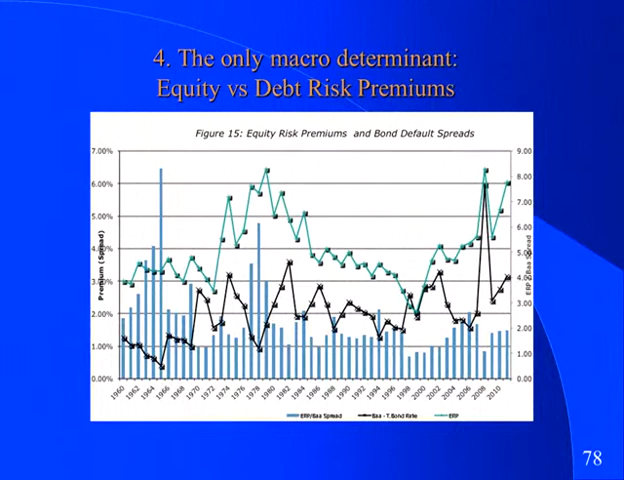 4. The only macro determinant:
Equity vs Debt Risk Premiums
Figure 15: Equity Risk Premiums and Bond Default Spreads
7.00%
6.00%
5.00%
4.00%
3.00%
2.00%
1.00%
0.00%
Premium (Spread)
9.00
8.00
7.00
6.00
5.00
4.00
3.00
2.00
1.00
0.00
ERP / Baa Spread
1960 1962 1964 1966 1968 1970 1972 1974 1976 1978 1980 1982 1984 1986 1988 1990 1992 1994 1996 1998 2000 2002 2004 2006 2008 2010
ERP/Baa Spread Baa - T.Bond Rate ERP
78